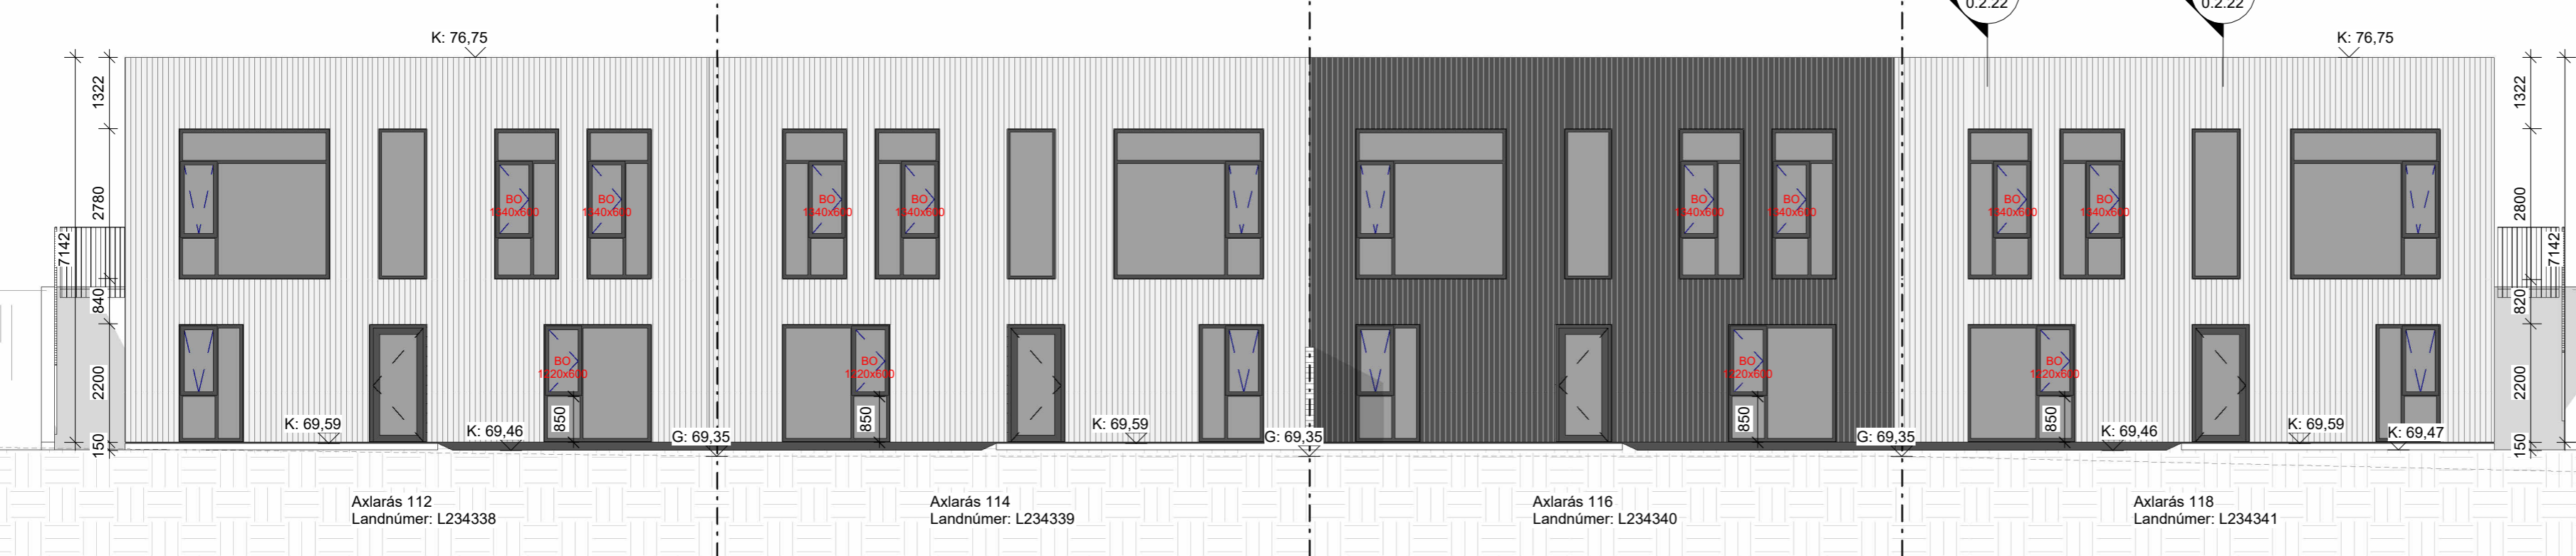 0.2.22
0.2.22
K: 76,75
K: 76,75
1322
1322
2780
2800
7142
7142
BO
1340x600
BO
1340x600
BO
1340x600
BO
1340x600
BO
1340x600
BO
1340x600
BO
1340x600
BO
1340x600
840
820
BO
1220x600
BO
1220x600
BO
1220x600
BO
1220x600
2200
2200
850
850
850
850
K: 69,59
K: 69,46
G: 69,35
K: 69,59
G: 69,35
G: 69,35
K: 69,46
K: 69,59
K: 69,47
150
150
Axlarás 112
Landnúmer: L234338
Axlarás 114
Landnúmer: L234339
Axlarás 116
Landnúmer: L234340
Axlarás 118
Landnúmer: L234341